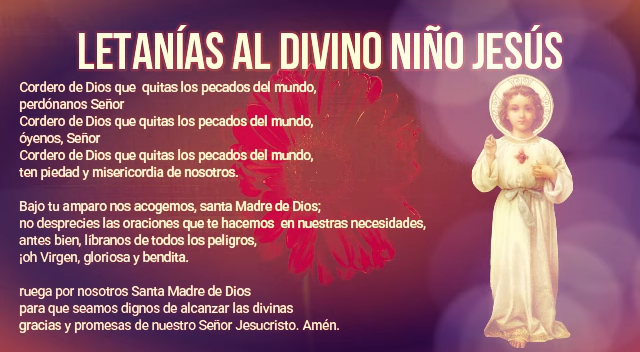 LETANÍAS AL DIVINO NIÑO JESÚS
Cordero de Dios que quitas los pecados del mundo,
perdónanos Señor
Cordero de Dios que quitas los pecados del mundo,
óyenos, Señor
Cordero de Dios que quitas los pecados del mundo,
ten piedad y misericordia de nosotros.
Bajo tu amparo nos acogemos, santa Madre de Dios;
no desprecies las oraciones que te hacemos en nuestras necesidades,
antes bien, líbranos de todos los peligros,
¡oh Virgen, gloriosa y bendita.
ruega por nosotros Santa Madre de Dios
para que seamos dignos de alcanzar las divinas
gracias y promesas de nuestro Señor Jesucristo. Amén.